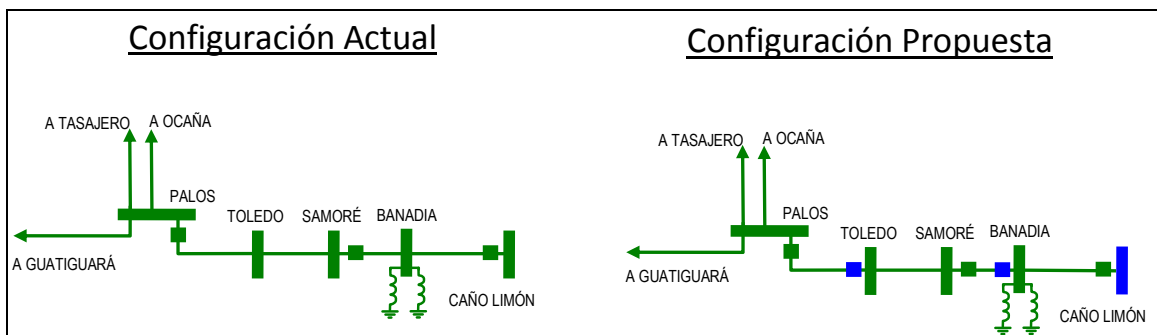 Configuración Actual
A TASAJERO
A OCAÑA
PALOS
TOLEDO
SAMORÉ
BANADIA
A GUATIGUARÁ
CAÑO LIMÓN
Configuración Propuesta
A TASAJERO
A OCAÑA
PALOS
TOLEDO
SAMORÉ
BANADIA
A GUATIGUARÁ
CAÑO LIMÓN